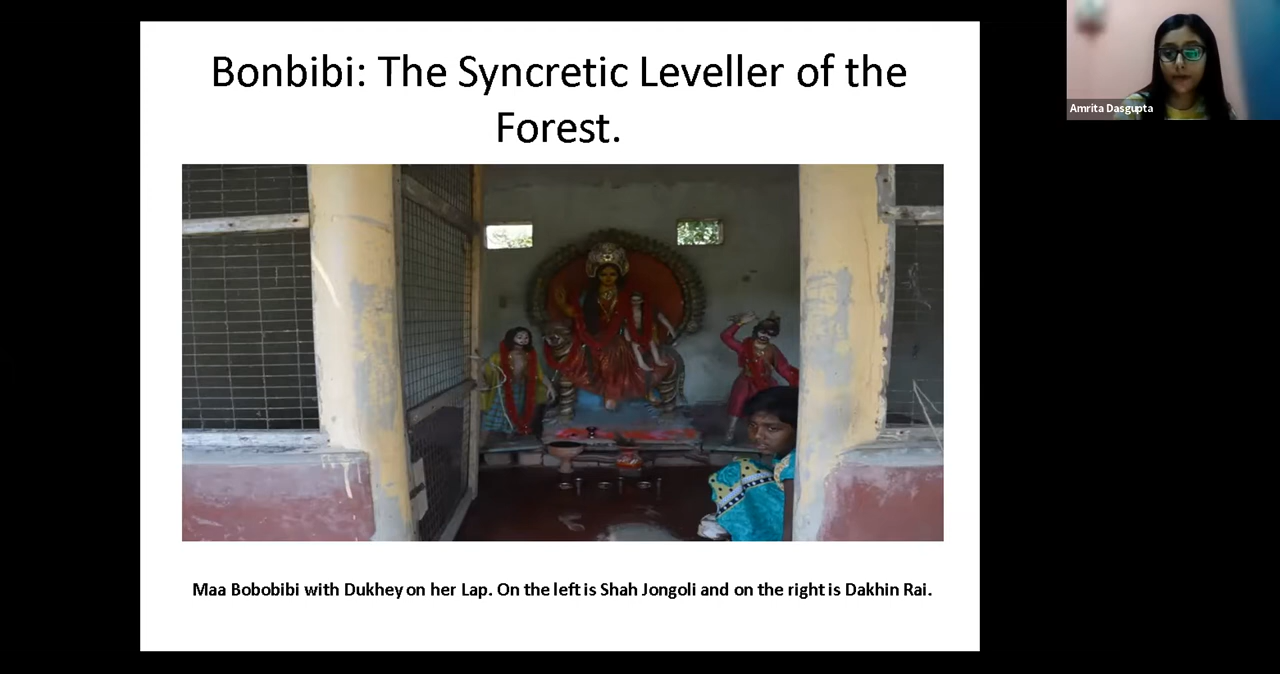 Bonbibi: The Syncretic Leveller of the
Forest.
Amrita Dasgupta
Maa Bobobibi with Dukhey on her Lap. On the left is Shah Jongoli and on the right is Dakhin Rai.